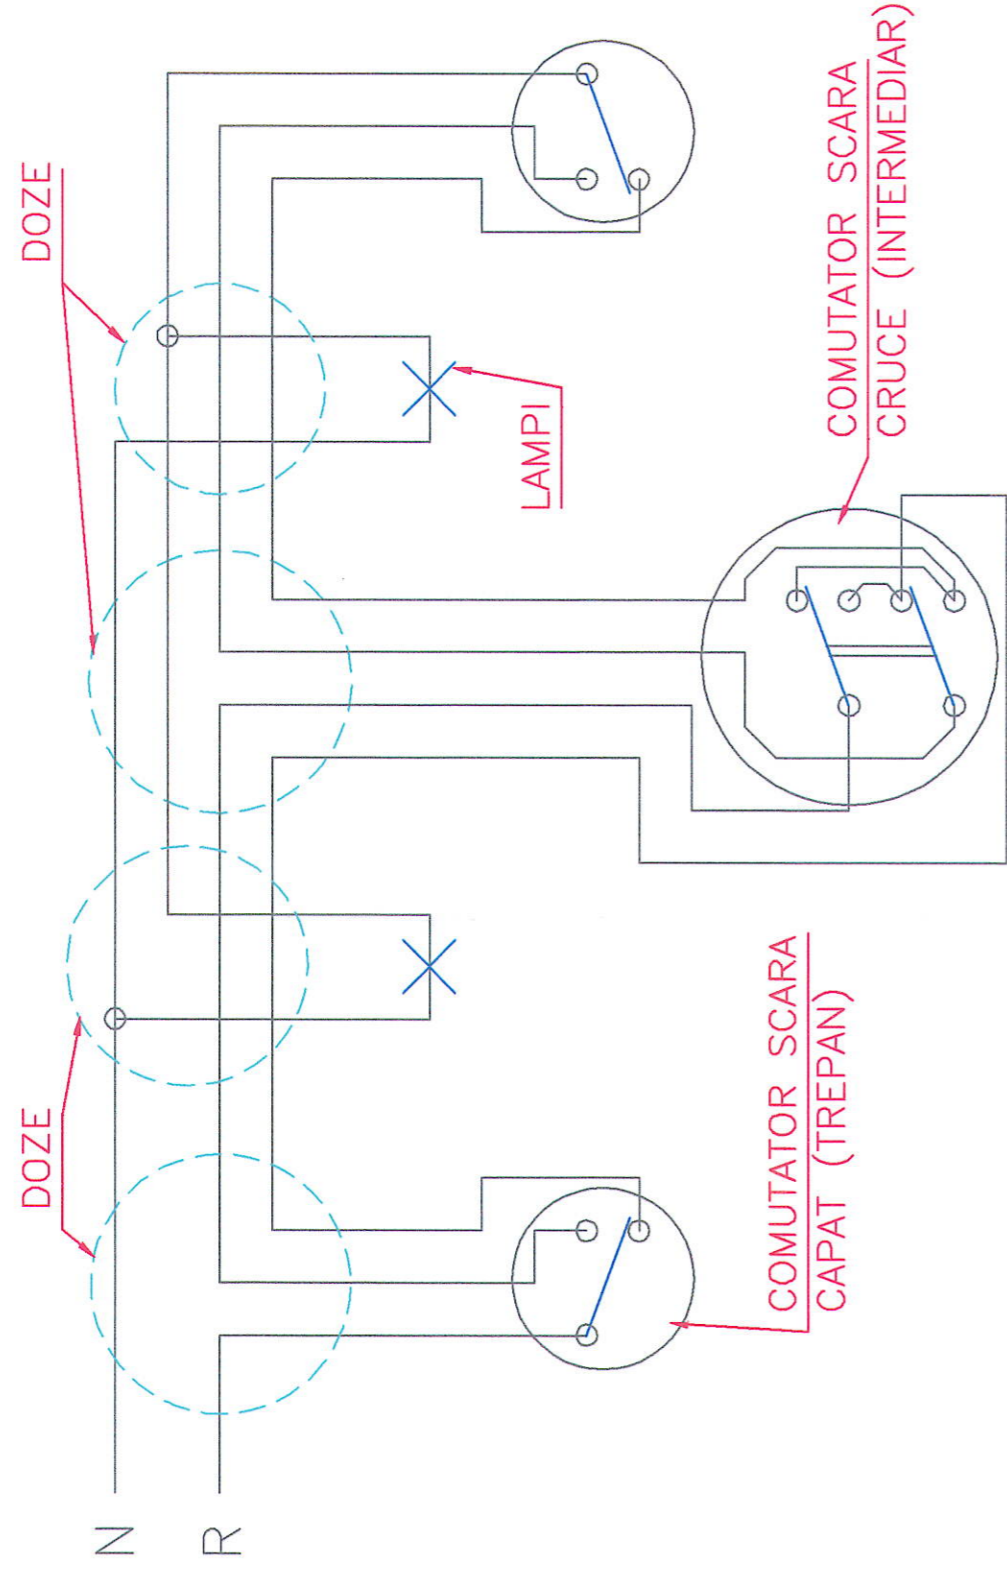 DOZE
DOZE
LAMPI
COMUTATOR SCARA
CRUCE (INTERMEDIAR)
COMUTATOR SCARA
CAPAT (TREPAN)
N
R